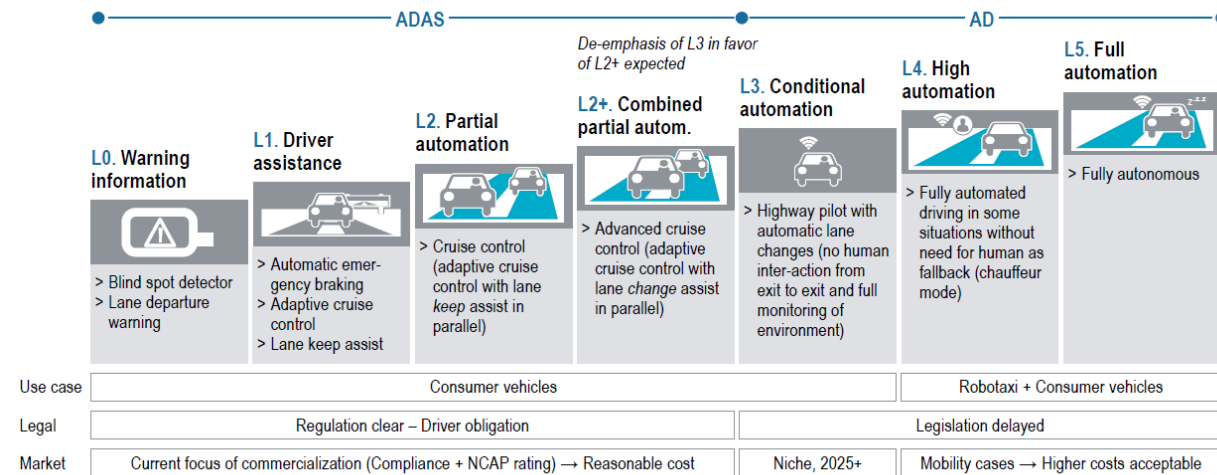 ADAS
AD
De-emphasis of L3 in favor
of L2+ expected
L0. Warning
information
> Blind spot detector
> Lane departure
warning
L1. Driver
assistance
> Automatic emer-
gency braking
> Adaptive cruise
control
> Lane keep assist
L2. Partial
automation
> Cruise control
(adaptive cruise
control with lane
keep assist in
parallel)
L2+. Combined
partial autom.
> Advanced cruise
control (adaptive
cruise control with
lane change assist
in parallel)
L3. Conditional
automation
> Highway pilot with
automatic lane
changes (no human
inter-action from
exit to exit and full
monitoring of
environment)
L4. High
automation
> Fully automated
driving in some
situations without
need for human as
fallback (chauffeur
mode)
L5. Full
automation
zzz
> Fully autonomous
Use case
Consumer vehicles
Robotaxi + Consumer vehicles
Legal
Regulation clear – Driver obligation
Legislation delayed
Market
Current focus of commercialization (Compliance + NCAP rating) → Reasonable cost
Niche, 2025+
Mobility cases → Higher costs acceptable